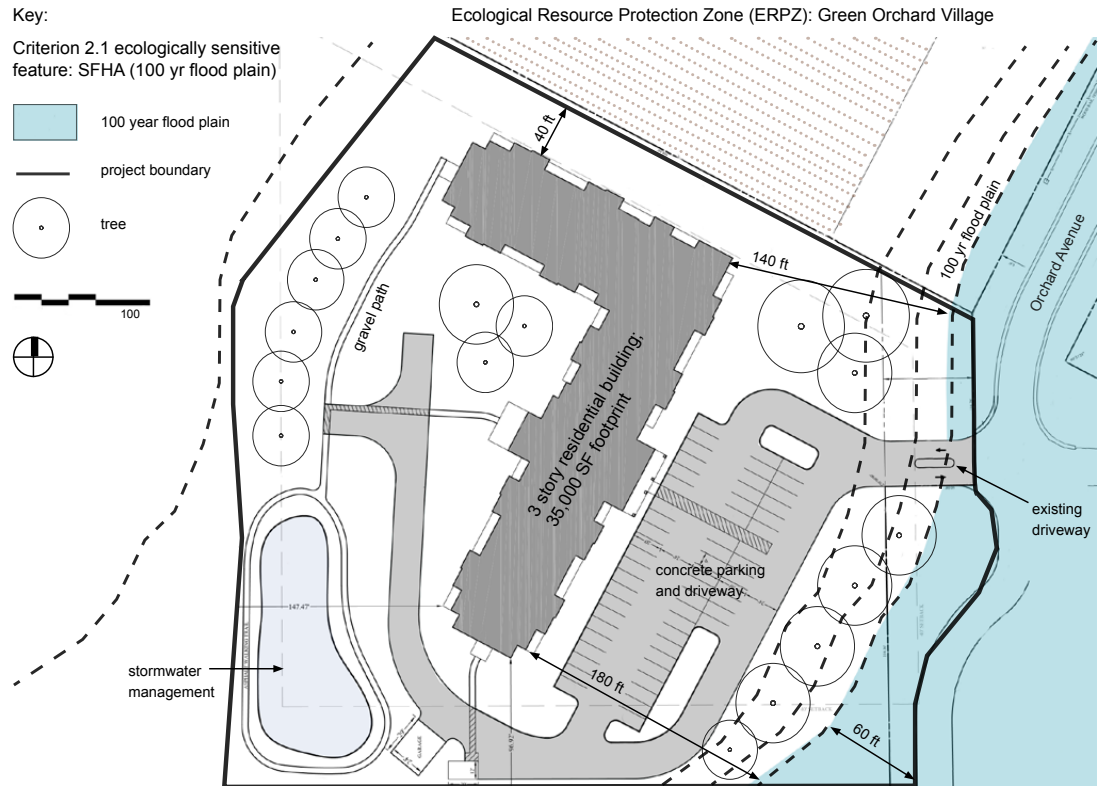 Key:
Ecological Resource Protection Zone (ERPZ): Green Orchard Village
Criterion 2.1 ecologically sensitive
feature: SFHA (100 yr flood plain)
100 year flood plain
project boundary
tree
100
40 ft
140 ft
100 yr flood plain
Orchard Avenue
gravel path
3 story residential building;
35,000 SF footprint
existing
driveway
concrete parking
and driveway
147.47'
stormwater
management
180 ft
60 ft
GARAGE